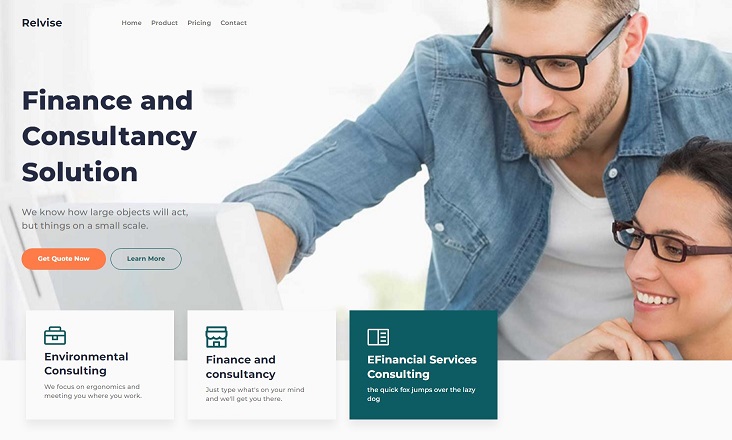 Relvise
Home Product Pricing Contact
Finance and
Consultancy
Solution
We know how large objects will act,
but things on a small scale.
Get Quote Now Learn More
Environmental
Consulting
We focus on ergonomics and
meeting you where you work.
Finance and
consultancy
Just type what's on your mind
and we'll get you there.
EFinancial Services
Consulting
the quick fox jumps over the lazy
dog